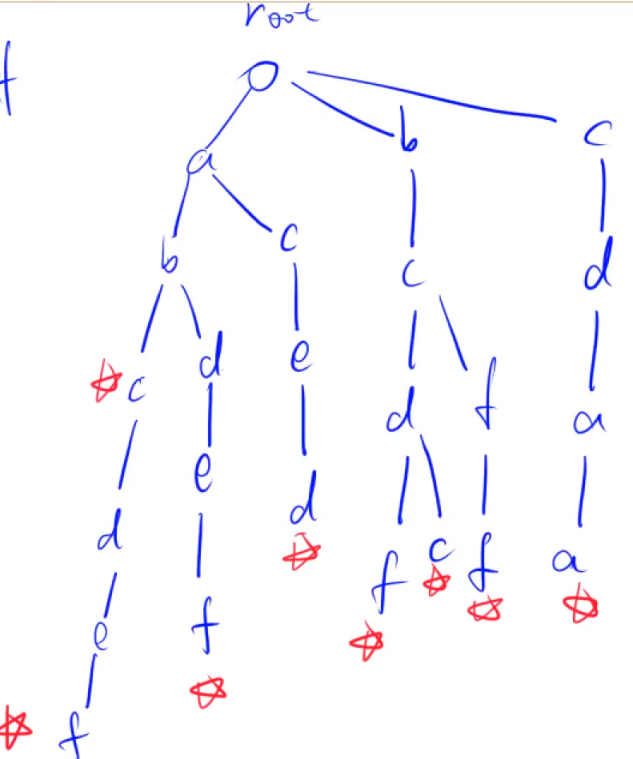 root
f
a b c
b c c d
c d e d f a
d e d f c f a
e f
f